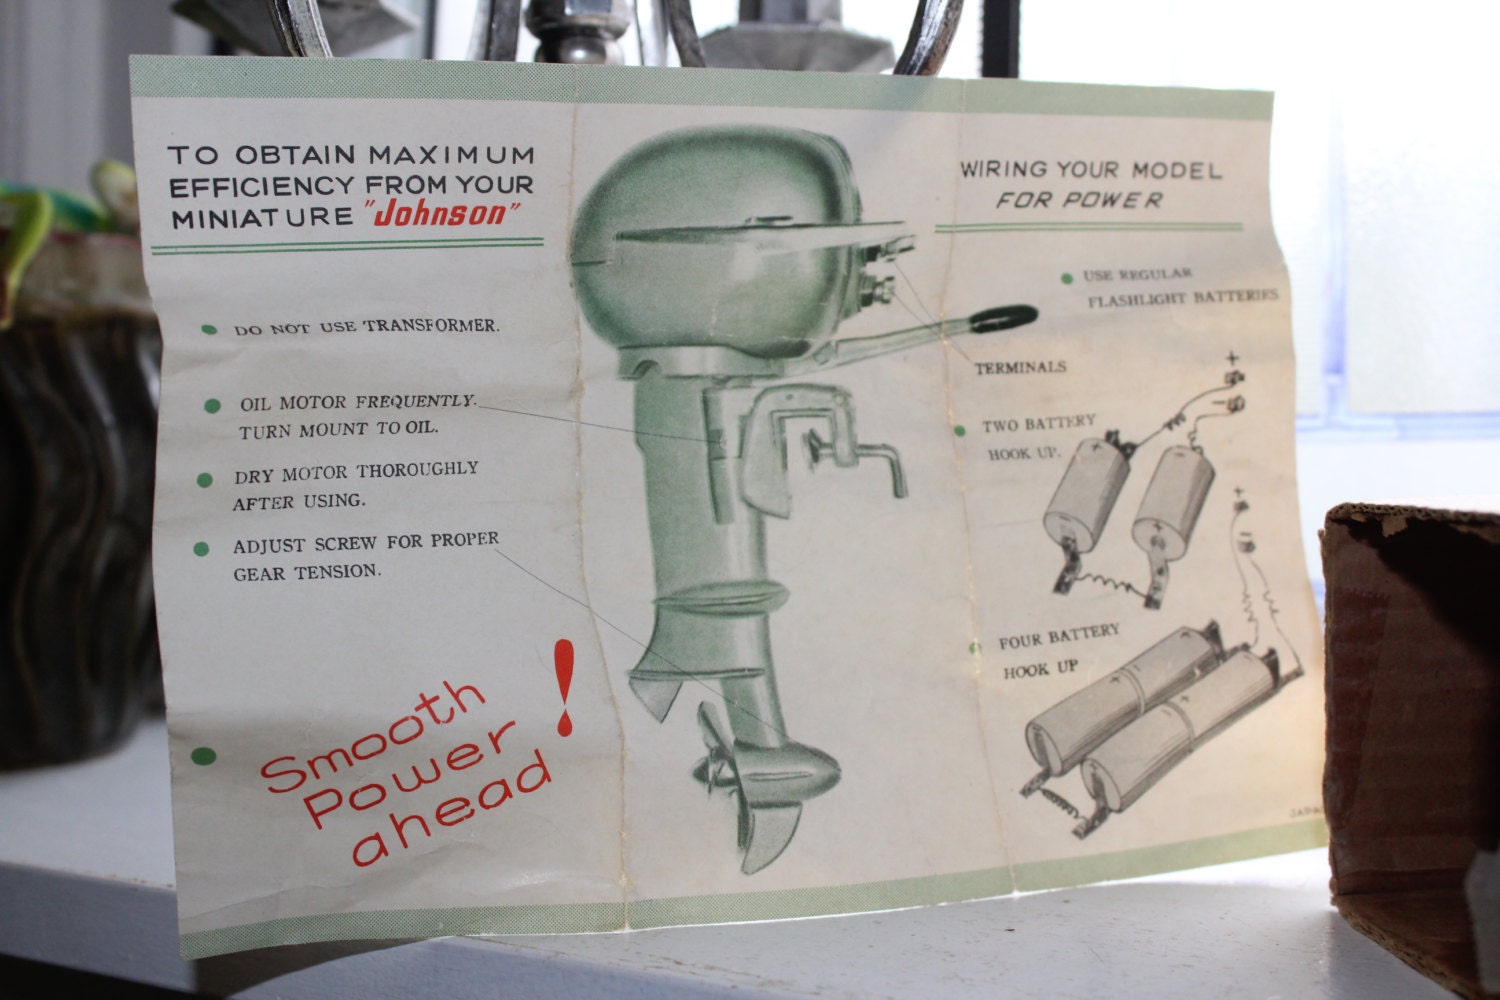 TO OBTAIN MAXIMUM
EFFICIENCY FROM YOUR
MINIATURE "Johnson"
DO NOT USE TRANSFORMER.
OIL MOTOR FREQUENTLY.
TURN MOUNT TO OIL.
DRY MOTOR THOROUGHLY
AFTER USING.
ADJUST SCREW FOR PROPER
GEAR TENSION.
Smooth
Power
ahead!
WIRING YOUR MODEL
FOR POWER
USE REGULAR
FLASHLIGHT BATTERIES
TERMINALS
TWO BATTERY
HOOK UP.
+
-
+
-
-
+
FOUR BATTERY
HOOK UP
+
-
-
+
-
+